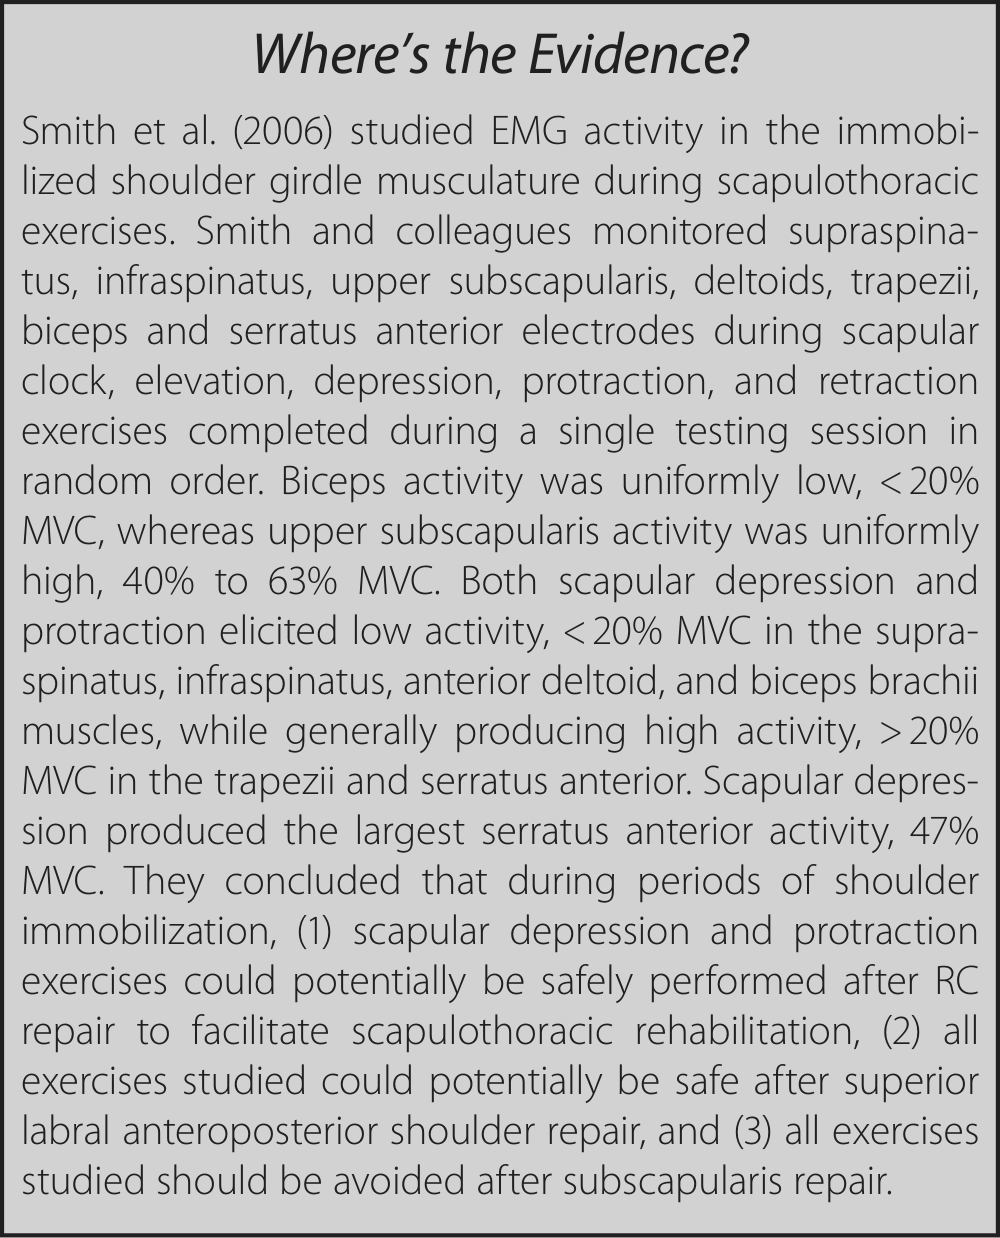 Where’s the Evidence?
Smith et al. (2006) studied EMG activity in the immobi-
lized shoulder girdle musculature during scapulothoracic
exercises. Smith and colleagues monitored supraspina-
tus, infraspinatus, upper subscapularis, deltoids, trapezii,
biceps and serratus anterior electrodes during scapular
clock, elevation, depression, protraction, and retraction
exercises completed during a single testing session in
random order. Biceps activity was uniformly low, <20%
MVC, whereas upper subscapularis activity was uniformly
high, 40% to 63% MVC. Both scapular depression and
protraction elicited low activity, <20% MVC in the supra-
spinatus, infraspinatus, anterior deltoid, and biceps brachii
muscles, while generally producing high activity, >20%
MVC in the trapezii and serratus anterior. Scapular depres-
sion produced the largest serratus anterior activity, 47%
MVC. They concluded that during periods of shoulder
immobilization, (1) scapular depression and protraction
exercises could potentially be safely performed after RC
repair to facilitate scapulothoracic rehabilitation, (2) all
exercises studied could potentially be safe after superior
labral anteroposterior shoulder repair, and (3) all exercises
studied should be avoided after subscapularis repair.